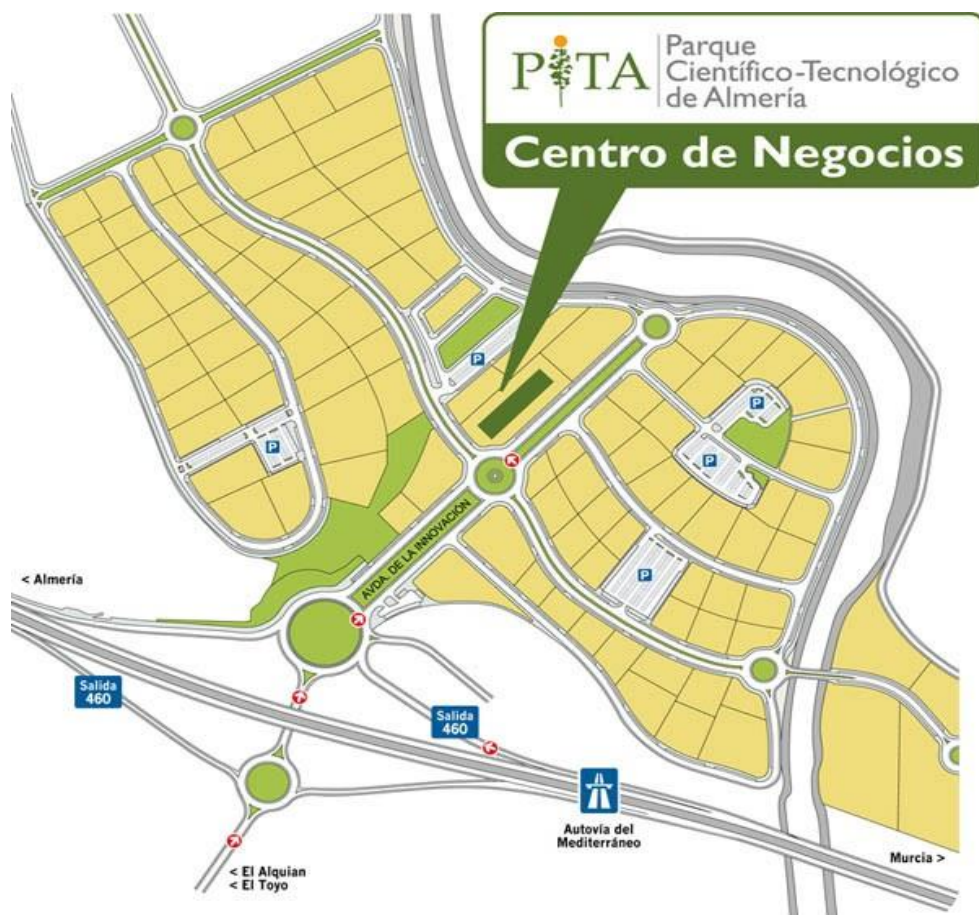 PITA
Parque
Científico-Tecnológico
de Almería
Centro de Negocios
P
P
P
P
P
AVDA. DE LA INNOVACIÓN
< Almería
Salida
460
Salida
460
Autovía del
Mediterráneo
Murcia >
< El Alquian
< El Toyo